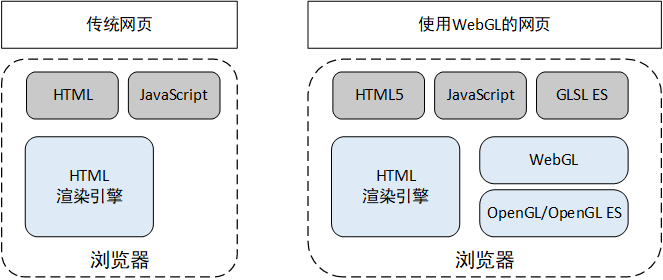 传统网页
使用WebGL的网页
HTML
JavaScript
HTML
渲染引擎
浏览器
HTML5
JavaScript
GLSL ES
HTML
渲染引擎
WebGL
OpenGL/OpenGL ES
浏览器